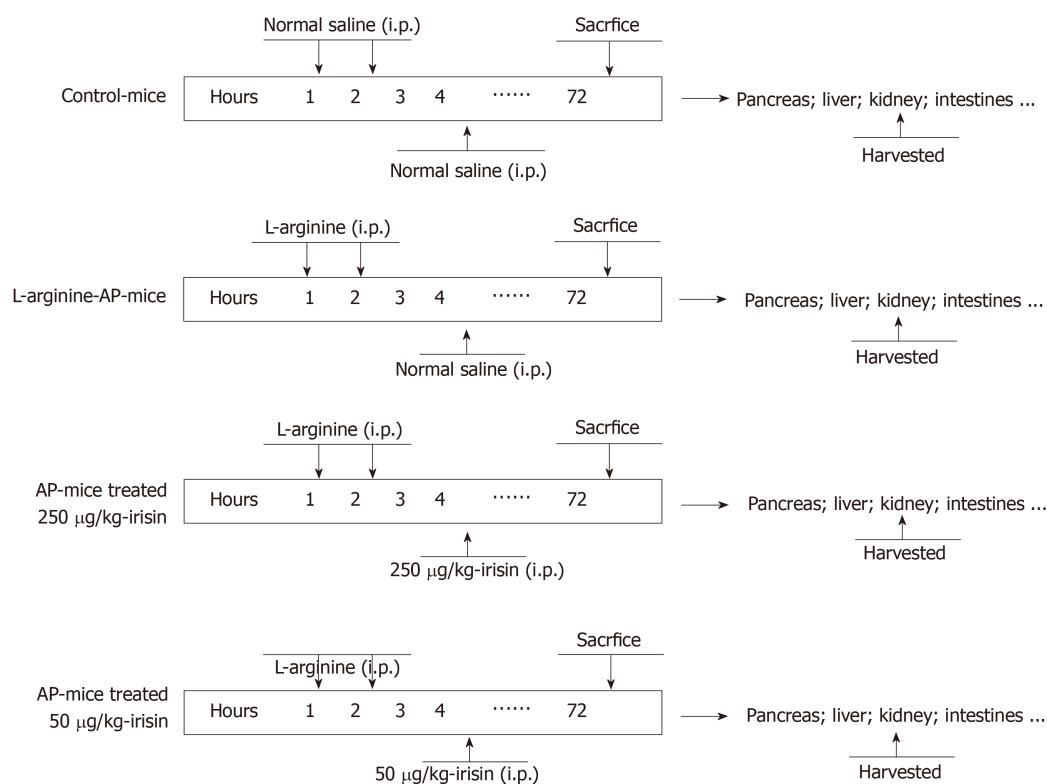 Normal saline (i.p.)
Sacrfice
Control-mice
Hours 1 2 3 4 ······ 72
Pancreas; liver; kidney; intestines ...
Normal saline (i.p.)
Harvested
L-arginine (i.p.)
Sacrfice
L-arginine-AP-mice
Hours 1 2 3 4 ······ 72
Pancreas; liver; kidney; intestines ...
Normal saline (i.p.)
Harvested
L-arginine (i.p.)
Sacrfice
AP-mice treated
250 μg/kg-irisin
Hours 1 2 3 4 ······ 72
Pancreas; liver; kidney; intestines ...
250 μg/kg-irisin (i.p.)
Harvested
Sacrfice
L-arginine (i.p.)
AP-mice treated
50 μg/kg-irisin
Hours 1 2 3 4 ······ 72
Pancreas; liver; kidney; intestines ...
50 μg/kg-irisin (i.p.)
Harvested